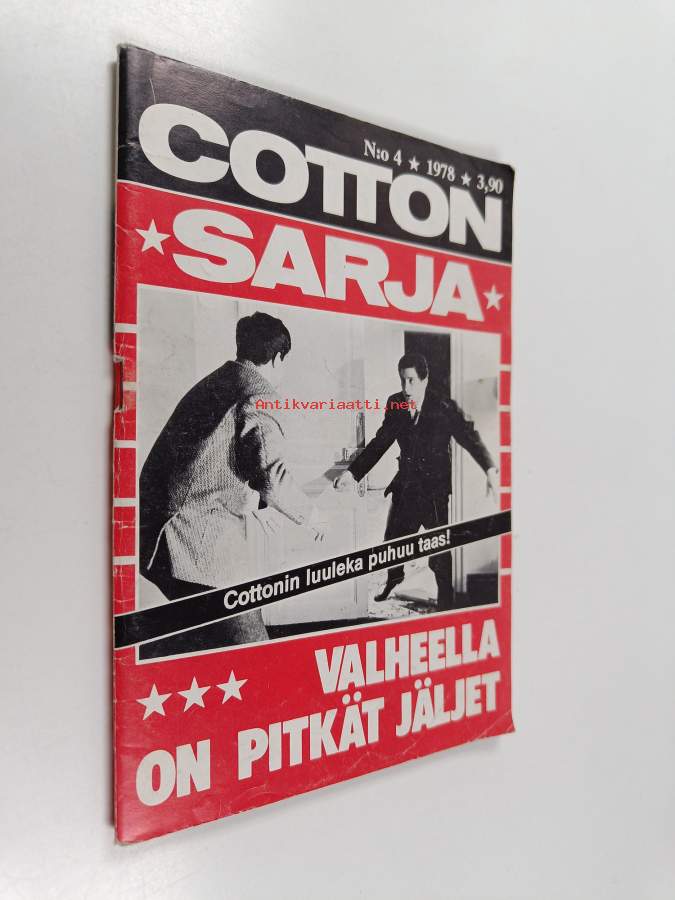 N:o 4 ★ 1978 ★ 3,90
COTTON
★ SARJA ★
Antikvariaatti.net
Cottonin luuleka puhuu taas!
★★★ VALHEELLA
ON PITKÄT JÄLJET